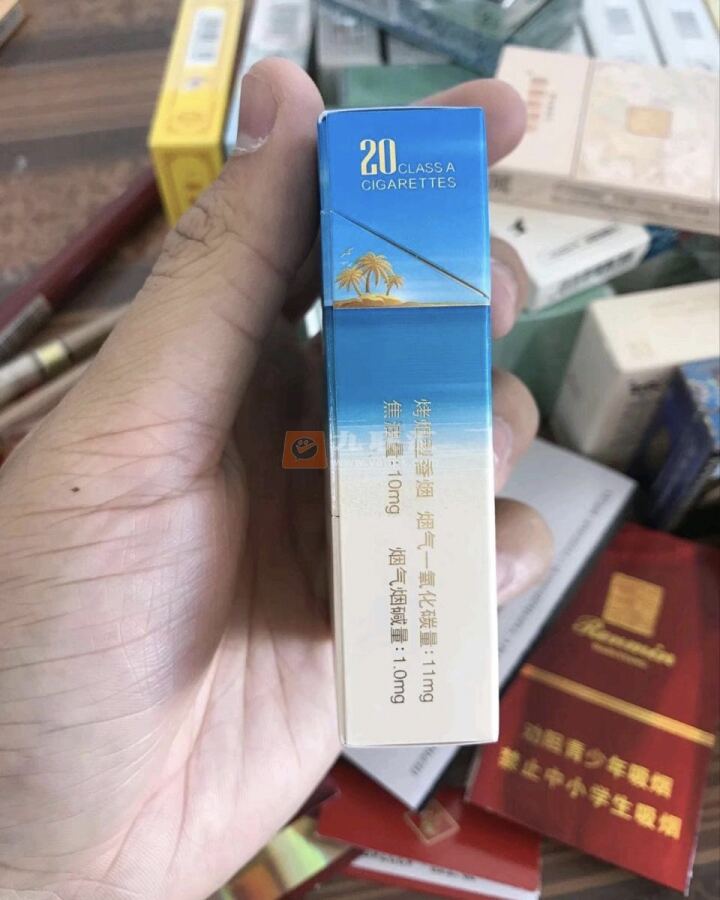 20 CLASS A
CIGARETTES
烤烟型香烟 烟气一氧化碳量:11mg
焦油量:10mg 烟气烟碱量:1.0mg
Renmin
劝阻青少年吸烟
禁止中小学生吸烟